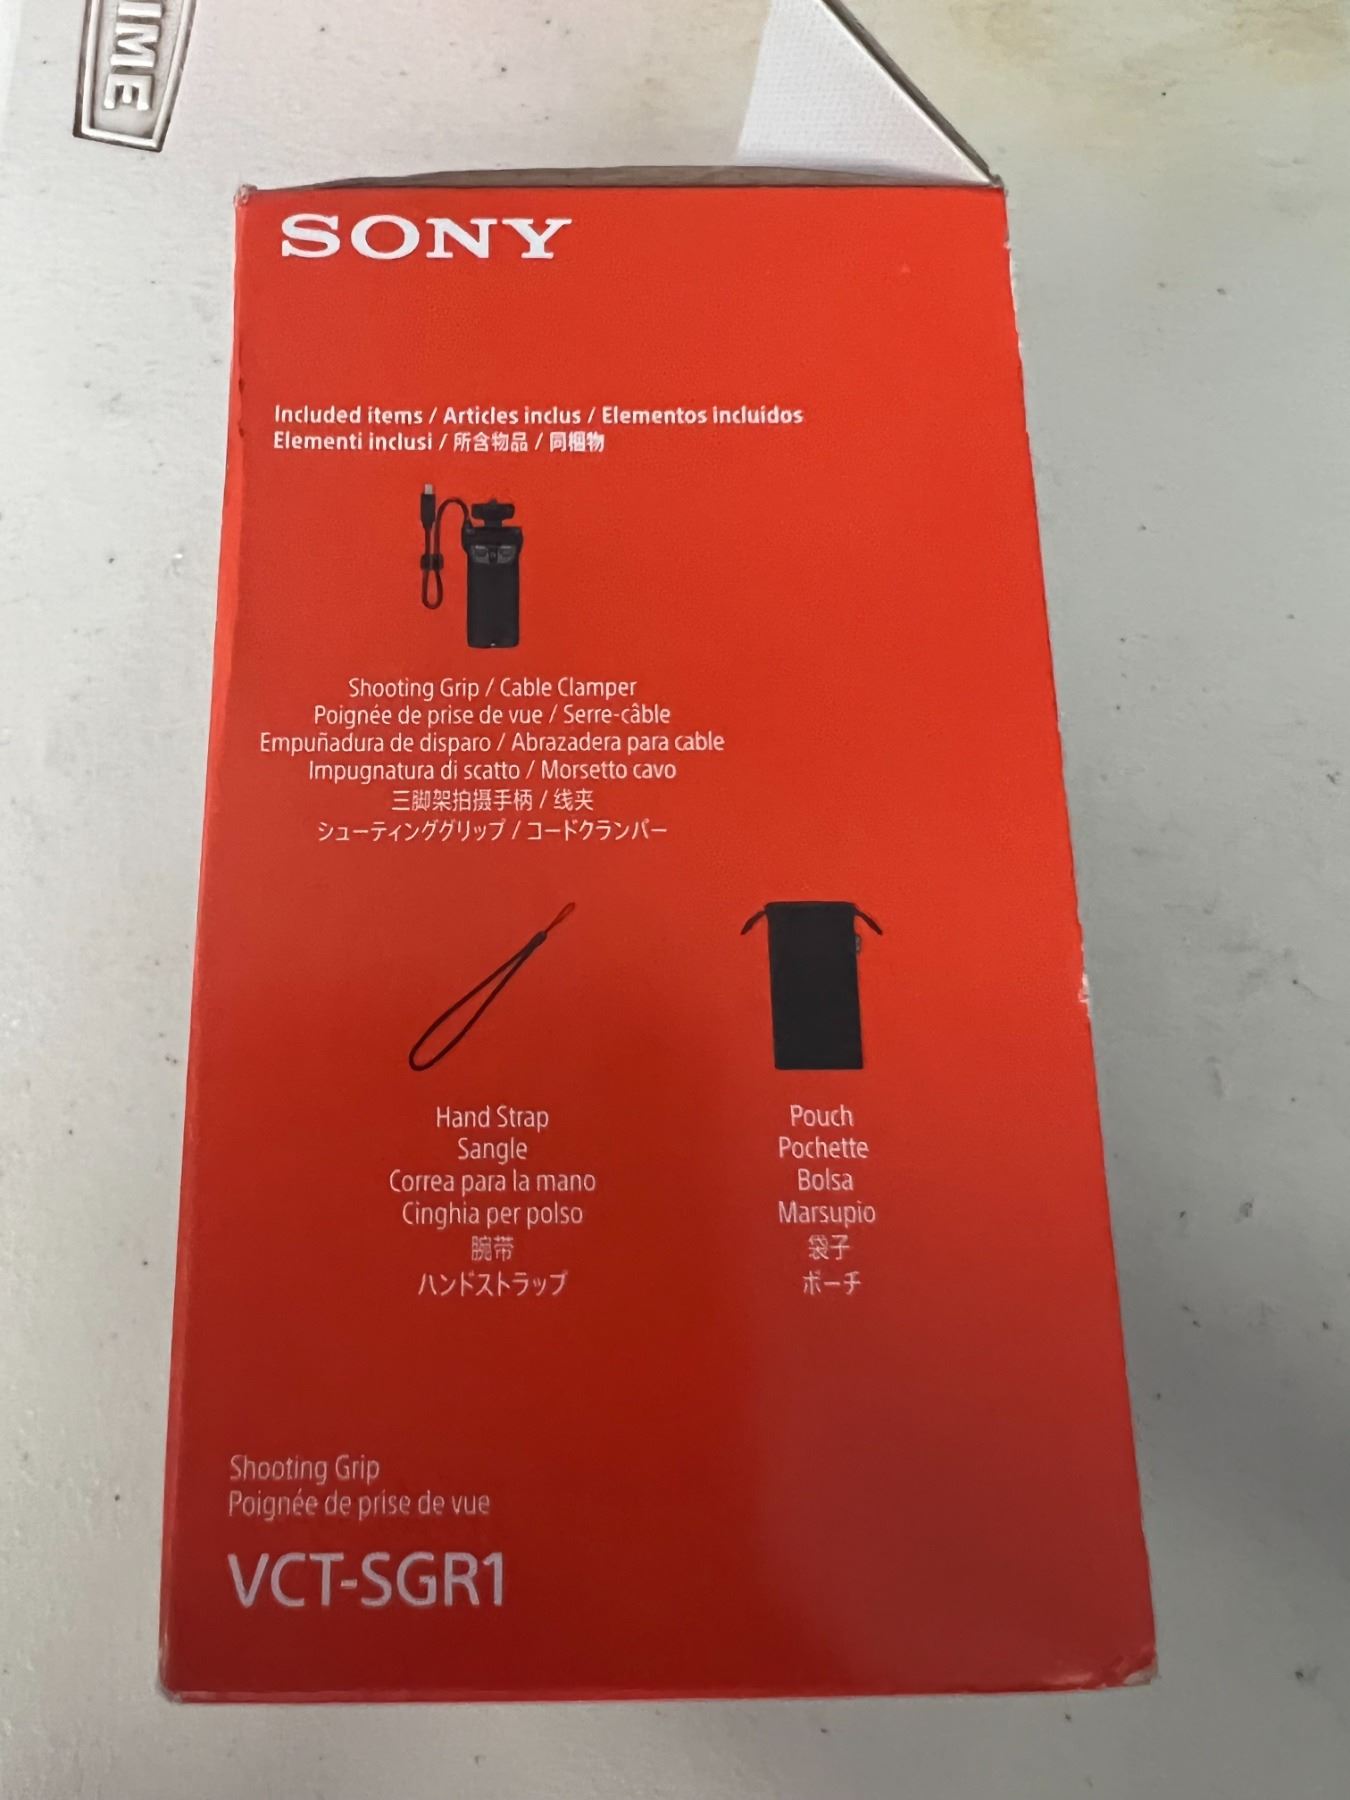 IME
SONY
Included items / Articles inclus / Elementos incluidos
Elementi inclusi / 所含物品 / 同梱物
Shooting Grip / Cable Clamper
Poignée de prise de vue / Serre-câble
Empuñadura de disparo / Abrazadera para cable
Impugnatura di scatto / Morsetto cavo
三脚架拍摄手柄 / 线夹
シューティンググリップ / コードクランパー
Hand Strap
Sangle
Correa para la mano
Cinghia per polso
腕带
ハンドストラップ
Pouch
Pochette
Bolsa
Marsupio
袋子
ポーチ
Shooting Grip
Poignée de prise de vue
VCT-SGR1